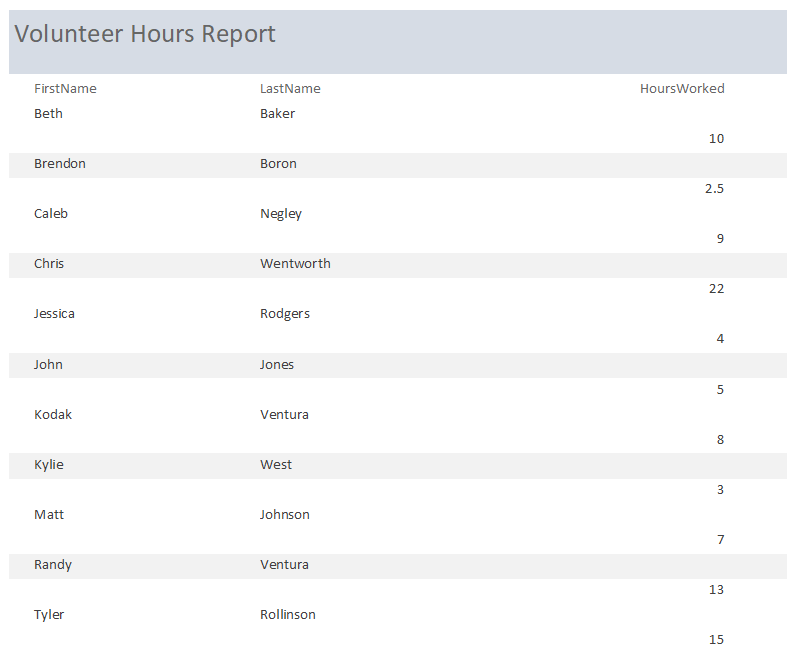 Volunteer Hours Report
FirstName LastName HoursWorked
Beth Baker
10
Brendon Boron
2.5
Caleb Negley
9
Chris Wentworth
22
Jessica Rodgers
4
John Jones
5
Kodak Ventura
8
Kylie West
3
Matt Johnson
7
Randy Ventura
13
Tyler Rollinson
15